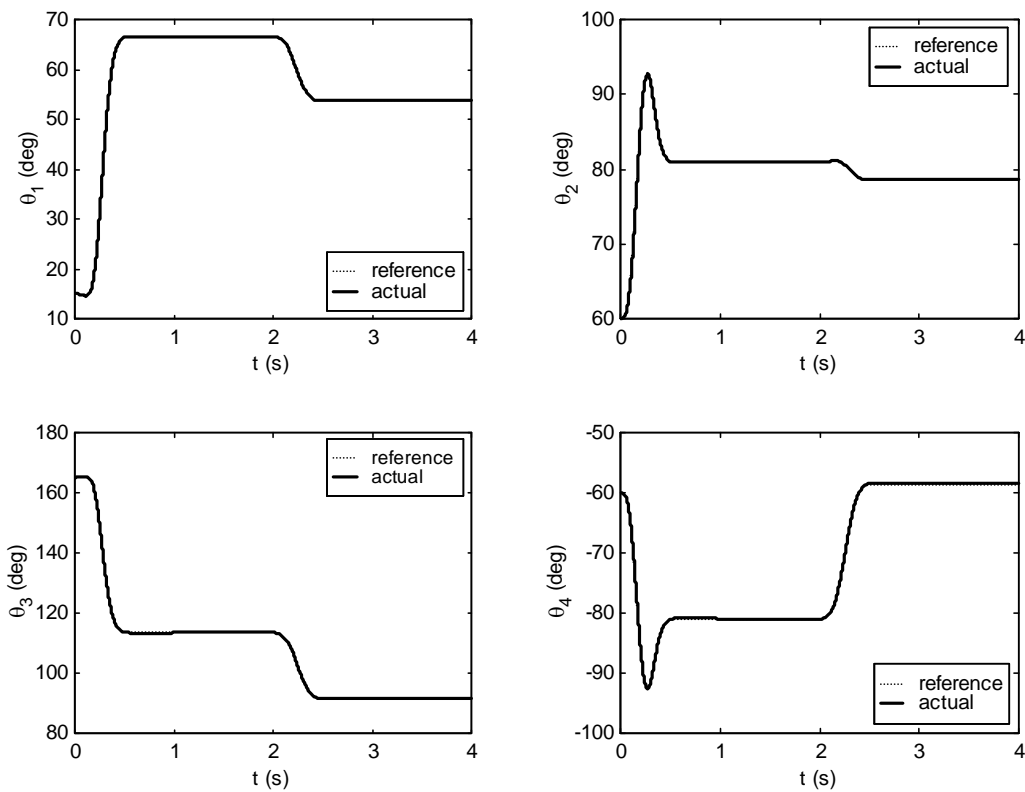 70
60
50
40
30
20
10
θ1 (deg)
reference
actual
0 1 2 3 4
t (s)
100
90
80
70
60
θ2 (deg)
reference
actual
0 1 2 3 4
t (s)
180
160
140
120
100
80
θ3 (deg)
reference
actual
0 1 2 3 4
t (s)
-50
-60
-70
-80
-90
-100
θ4 (deg)
reference
actual
0 1 2 3 4
t (s)